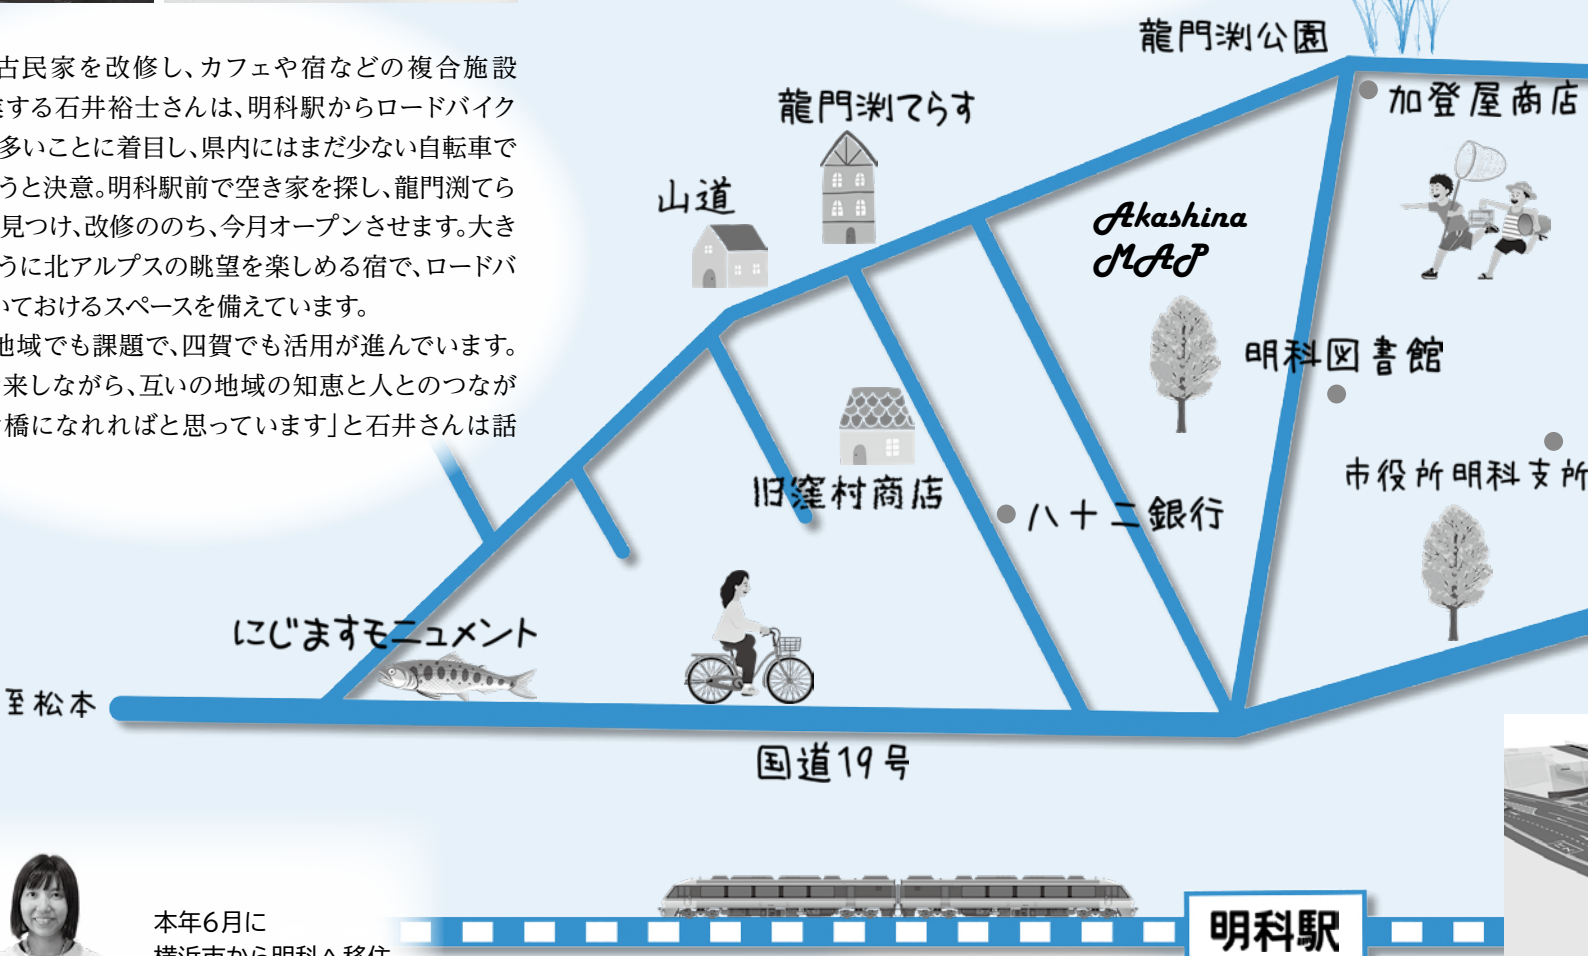 古民家を改修し、カフェや宿などの複合施設
する石井裕士さんは、明科駅からロードバイク
多いことに着目し、県内にはまだ少ない自転車で
うと決意。明科駅前で空き家を探し、龍門渕てら
見つけ、改修ののち、今月オープンさせます。大き
うに北アルプスの眺望を楽しめる宿で、ロードバ
いておけるスペースを備えています。
地域でも課題で、四賀でも活用が進んでいます。
来しながら、互いの地域の知恵と人とのつなが
橋になれればと思っています」と石井さんは話
龍門渕公園
加登屋商店
龍門渕てらす
山道
Akashina
MAP
明科図書館
市役所明科支所
旧窪村商店
八十二銀行
にじますモニュメント
至松本
国道19号
明科駅
本年6月に
横浜市から明科へ移住